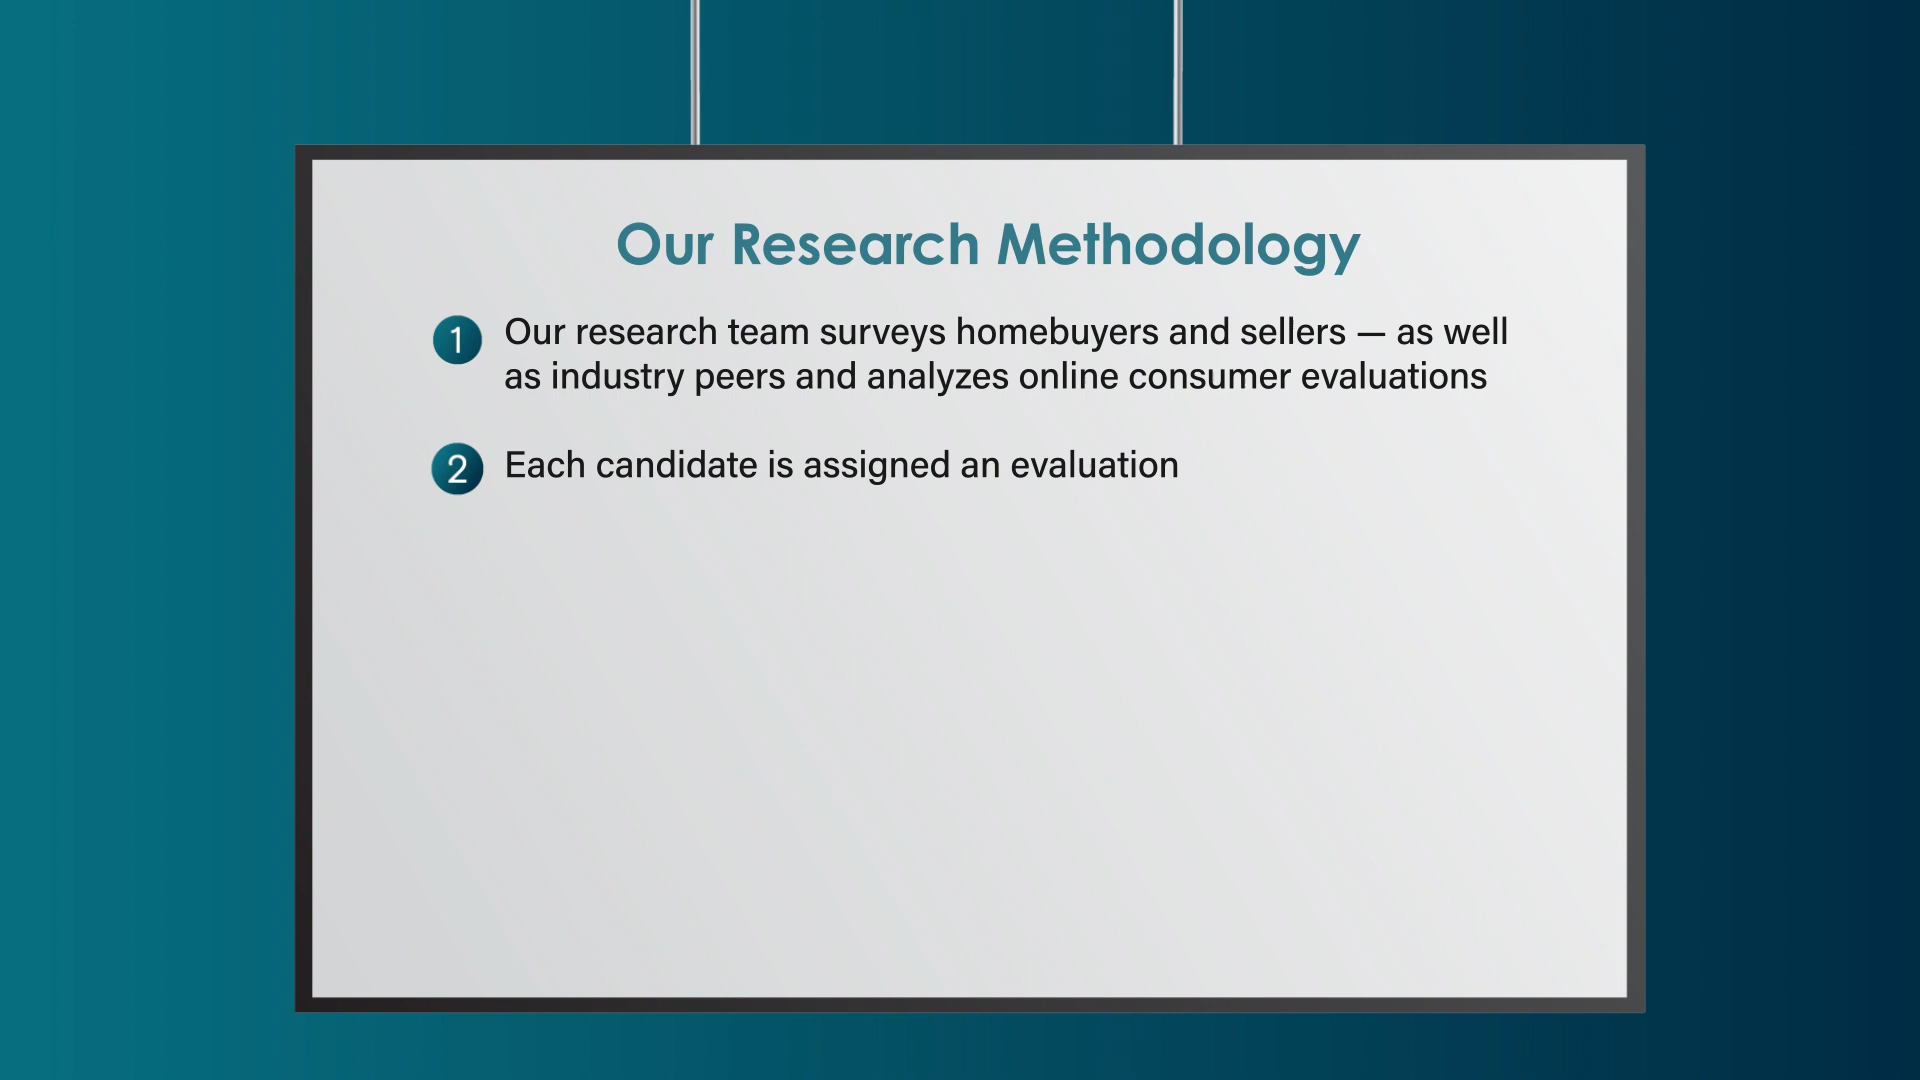 Our Research Methodology
1 Our research team surveys homebuyers and sellers — as well
as industry peers and analyzes online consumer evaluations
2 Each candidate is assigned an evaluation